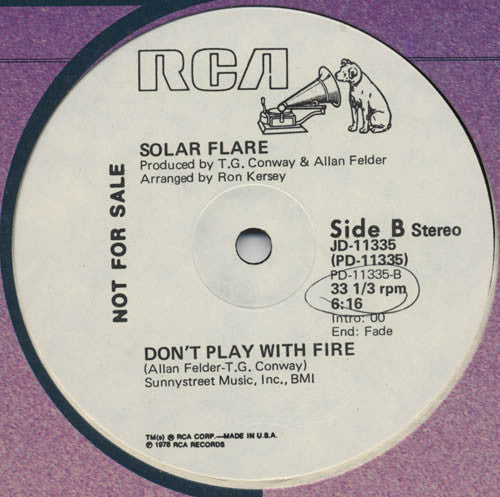 RCA
SOLAR FLARE
Produced by T.G. Conway & Allan Felder
Arranged by Ron Kersey
NOT FOR SALE
Side B Stereo
JD-11335
(PD-11335)
PD-11335-B
33 1/3 rpm
6:16
Intro: 00
End: Fade
DON'T PLAY WITH FIRE
(Allan Felder-T.G. Conway)
Sunnystreet Music, Inc., BMI
TM(s) ® RCA CORP.—MADE IN U.S.A.
℗ 1978 RCA RECORDS